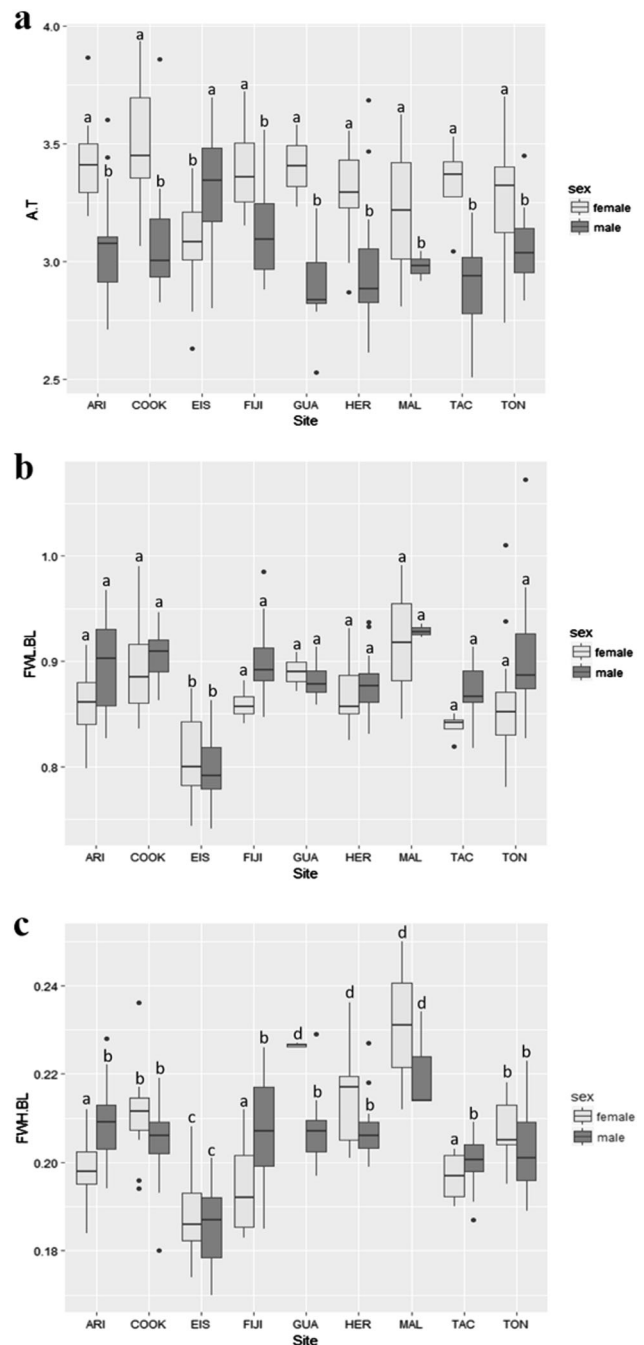 a
4.0
3.5
3.0
2.5
A.T
a b a b b a a b a b a b a b a b a b
ARI COOK EIS FIJI GUA HER MAL TAC TON
Site
sex
female
male
b
1.0
0.9
0.8
FWL.BL
a a a a b b a a a a a a a a a a a a
ARI COOK EIS FIJI GUA HER MAL TAC TON
Site
sex
female
male
c
0.24
0.22
0.20
0.18
FWH.BL
a b b b c c a b d b d b d d a b b b
ARI COOK EIS FIJI GUA HER MAL TAC TON
Site
sex
female
male